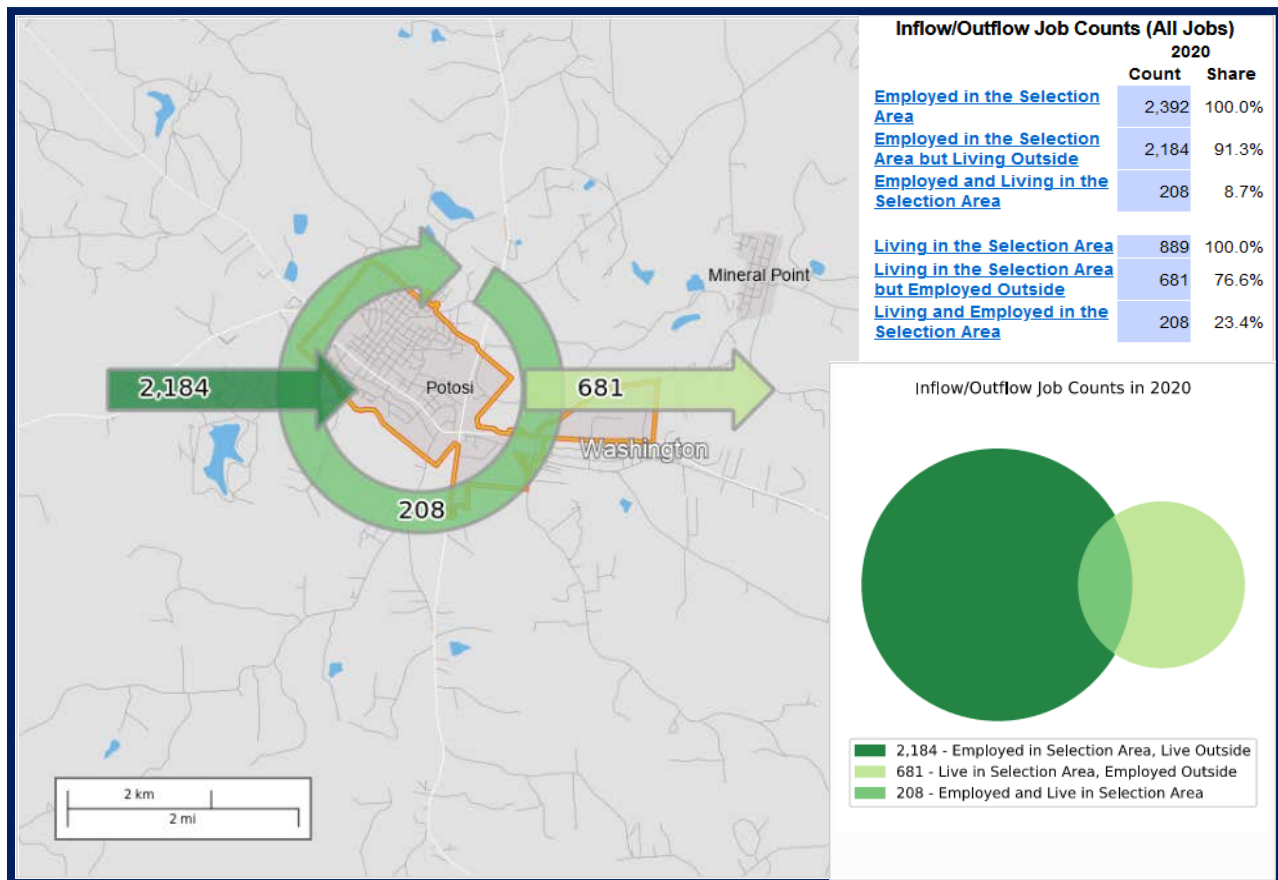 Inflow/Outflow Job Counts (All Jobs)
2020
Count Share
Employed in the Selection
Area
2,392 100.0%
Employed in the Selection
Area but Living Outside
2,184 91.3%
Employed and Living in the
Selection Area
208 8.7%
Living in the Selection Area 889 100.0%
Living in the Selection Area
but Employed Outside
681 76.6%
Living and Employed in the
Selection Area
208 23.4%
Mineral Point
2,184
Potosi
681
Washington
208
2 km
2 mi
Inflow/Outflow Job Counts in 2020
2,184 - Employed in Selection Area, Live Outside
681 - Live in Selection Area, Employed Outside
208 - Employed and Live in Selection Area